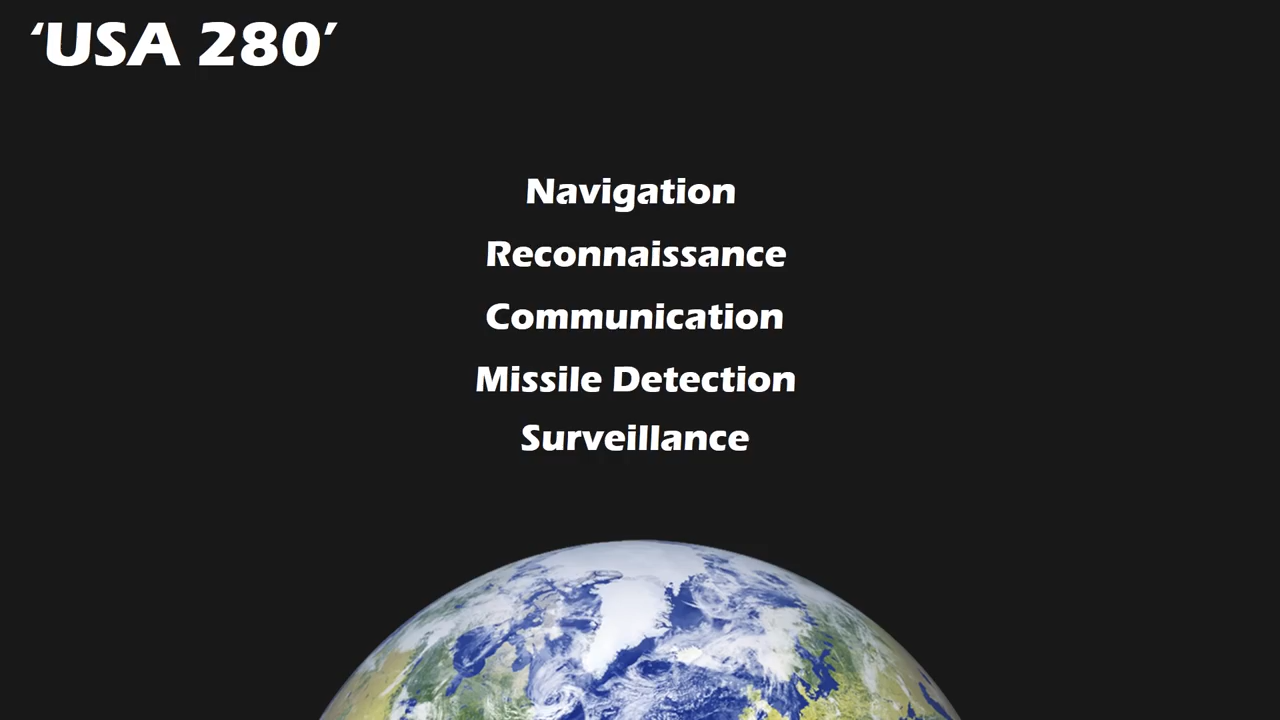 ‘USA 280’
Navigation
Reconnaissance
Communication
Missile Detection
Surveillance